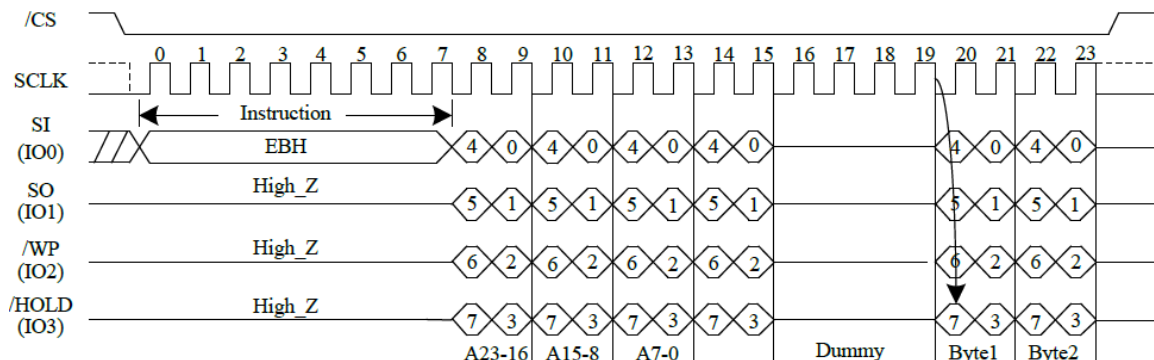 /CS
0 1 2 3 4 5 6 7 8 9 10 11 12 13 14 15 16 17 18 19 20 21 22 23
SCLK
Instruction
SI
(IO0)
EBH
4 0 4 0 4 0 4 0 4 0 4 0
SO
(IO1)
High_Z
5 1 5 1 5 1 5 1 5 1 5 1
/WP
(IO2)
High_Z
6 2 6 2 6 2 6 2 6 2 6 2
/HOLD
(IO3)
High_Z
7 3 7 3 7 3 7 3 7 3 7 3
A23-16 A15-8 A7-0 Dummy Byte1 Byte2